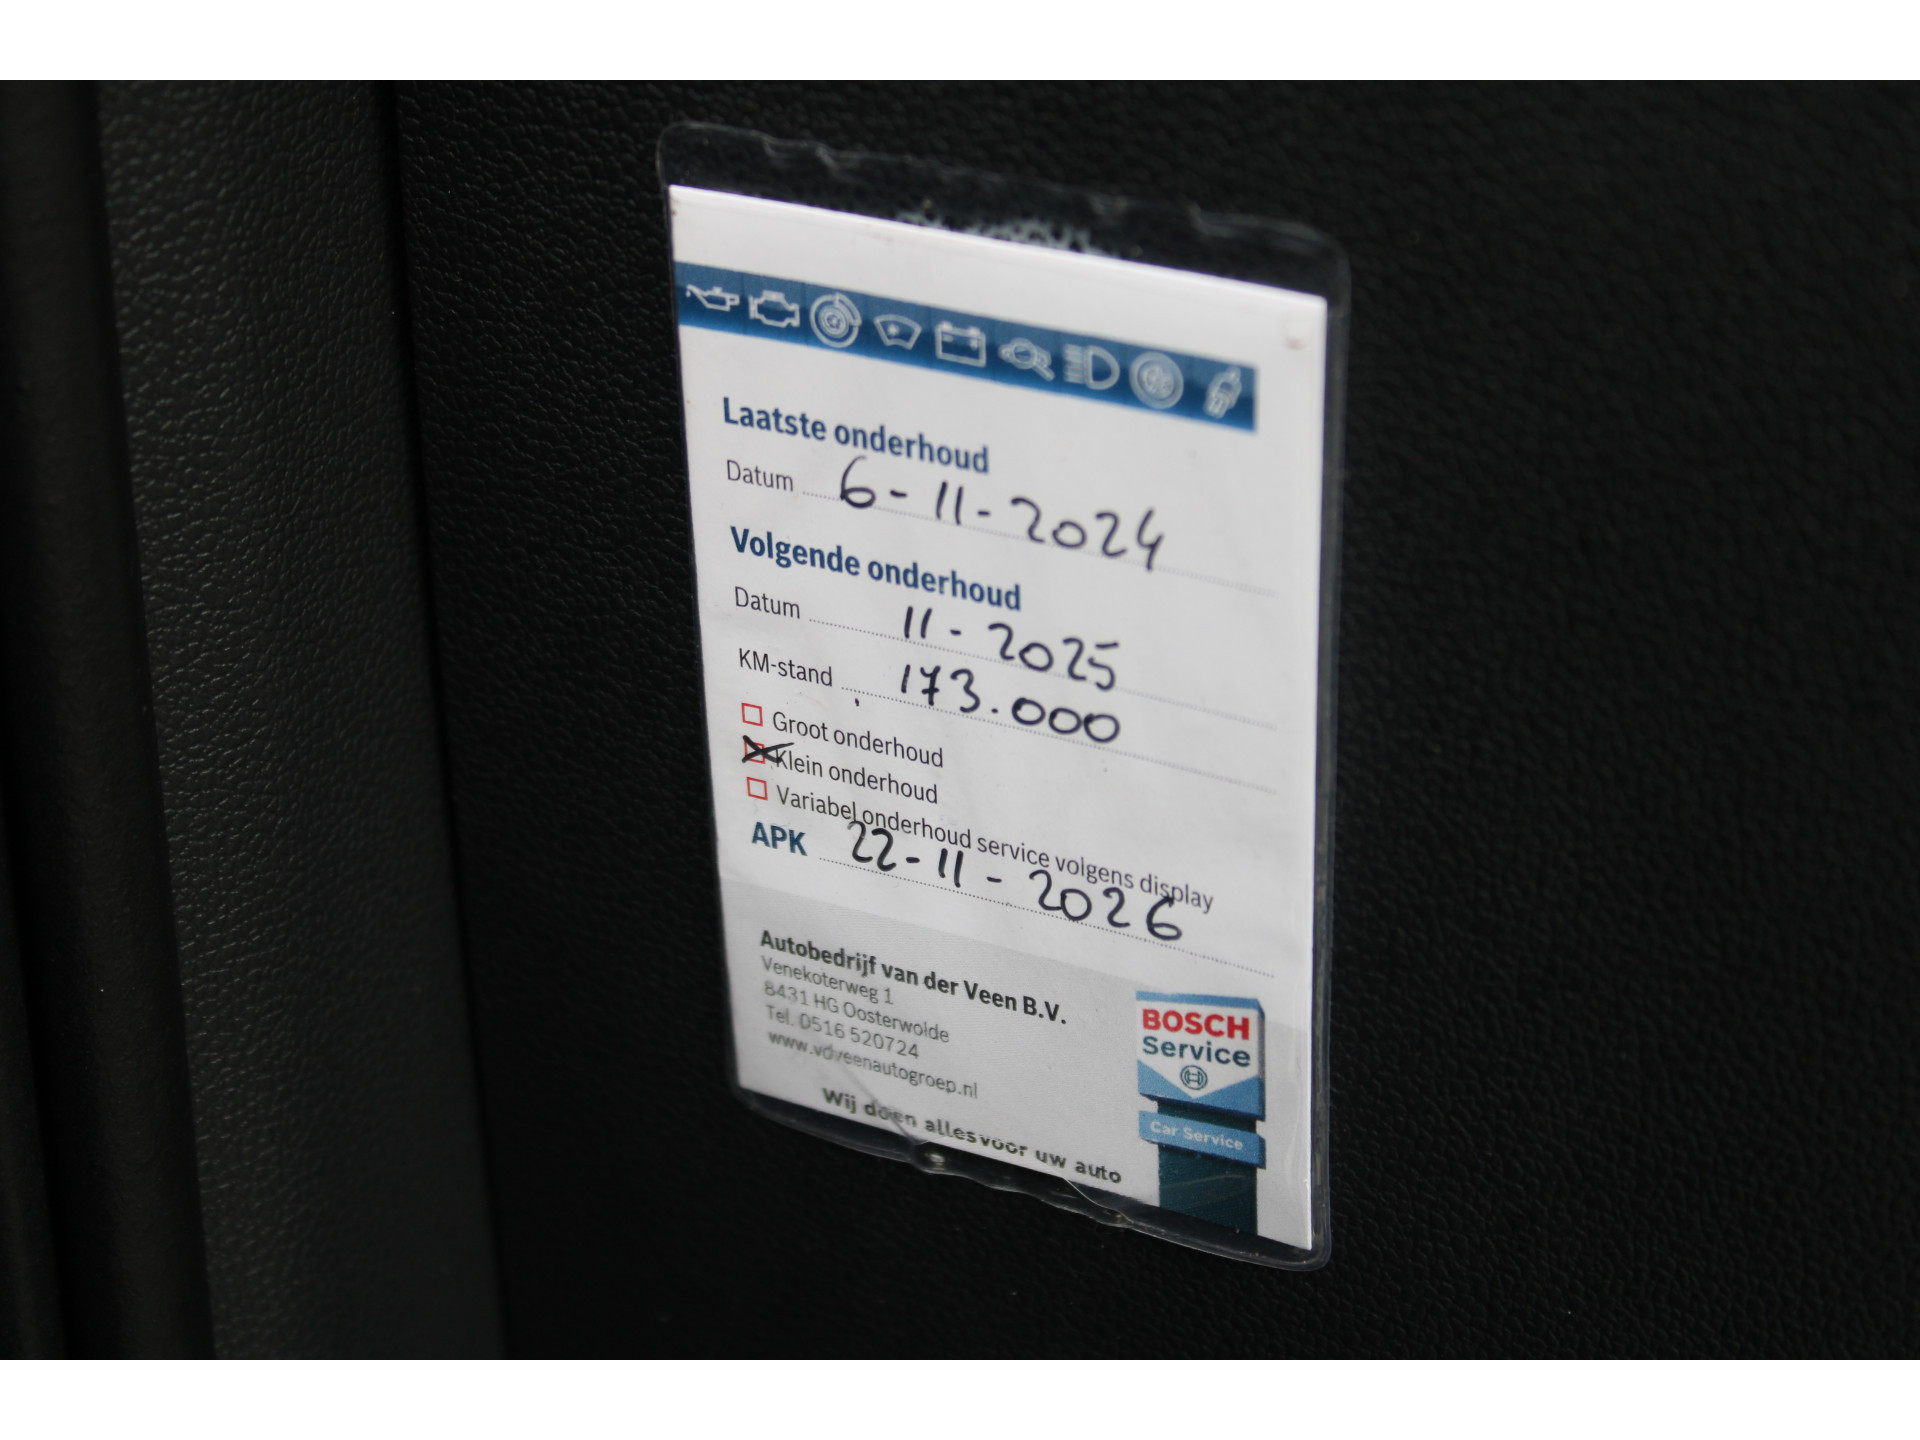 Laatste onderhoud
Datum 6-11-2024
Volgende onderhoud
Datum 11-2025
KM-stand 173.000
Groot onderhoud
Klein onderhoud
Variabel onderhoud service volgens display
APK 22-11-2026
Autobedrijf van der Veen B.V.
Venekoterweg 1
8431 HG Oosterwolde
Tel. 0516 520724
www.vdveenautogroep.nl
Wij doen alles voor uw auto
BOSCH
Service
Car Service